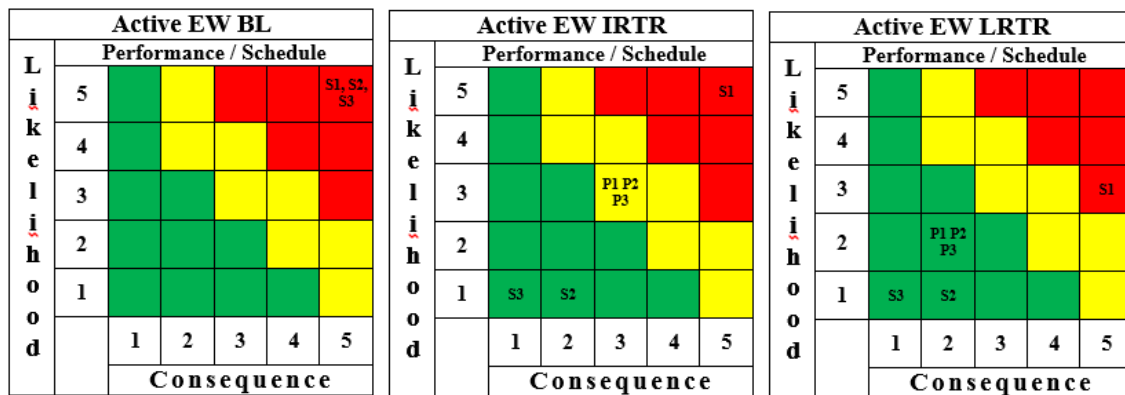 Active EW BL
Performance / Schedule
Likelihood
5
S1, S2,
S3
4
3
2
1
1 2 3 4 5
Consequence
Active EW IRTR
Performance / Schedule
Likelihood
5
S1
4
3
P1 P2
P3
2
1
S3 S2
1 2 3 4 5
Consequence
Active EW LRTR
Performance / Schedule
Likelihood
5
4
3
S1
2
P1 P2
P3
1
S3 S2
1 2 3 4 5
Consequence